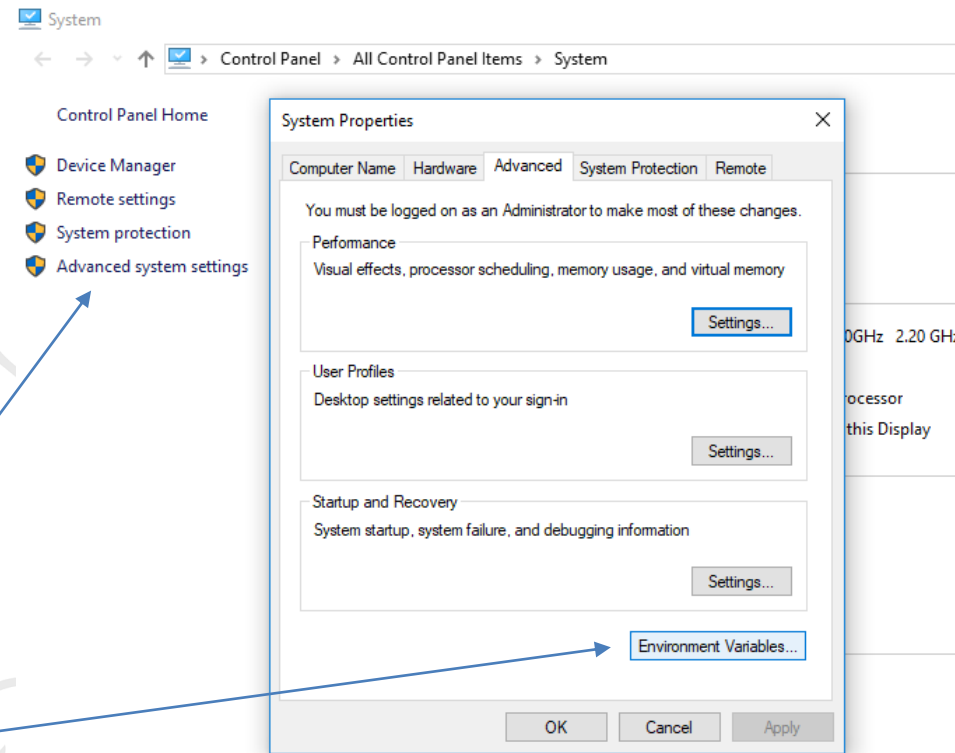 System
Control Panel > All Control Panel Items > System
Control Panel Home
Device Manager
Remote settings
System protection
Advanced system settings
System Properties
Computer Name Hardware Advanced System Protection Remote
You must be logged on as an Administrator to make most of these changes.
Performance
Visual effects, processor scheduling, memory usage, and virtual memory
Settings...
User Profiles
Desktop settings related to your sign-in
Settings...
Startup and Recovery
System startup, system failure, and debugging information
Settings...
Environment Variables...
OK Cancel Apply
0GHz 2.20 GHz
ocessor
this Display